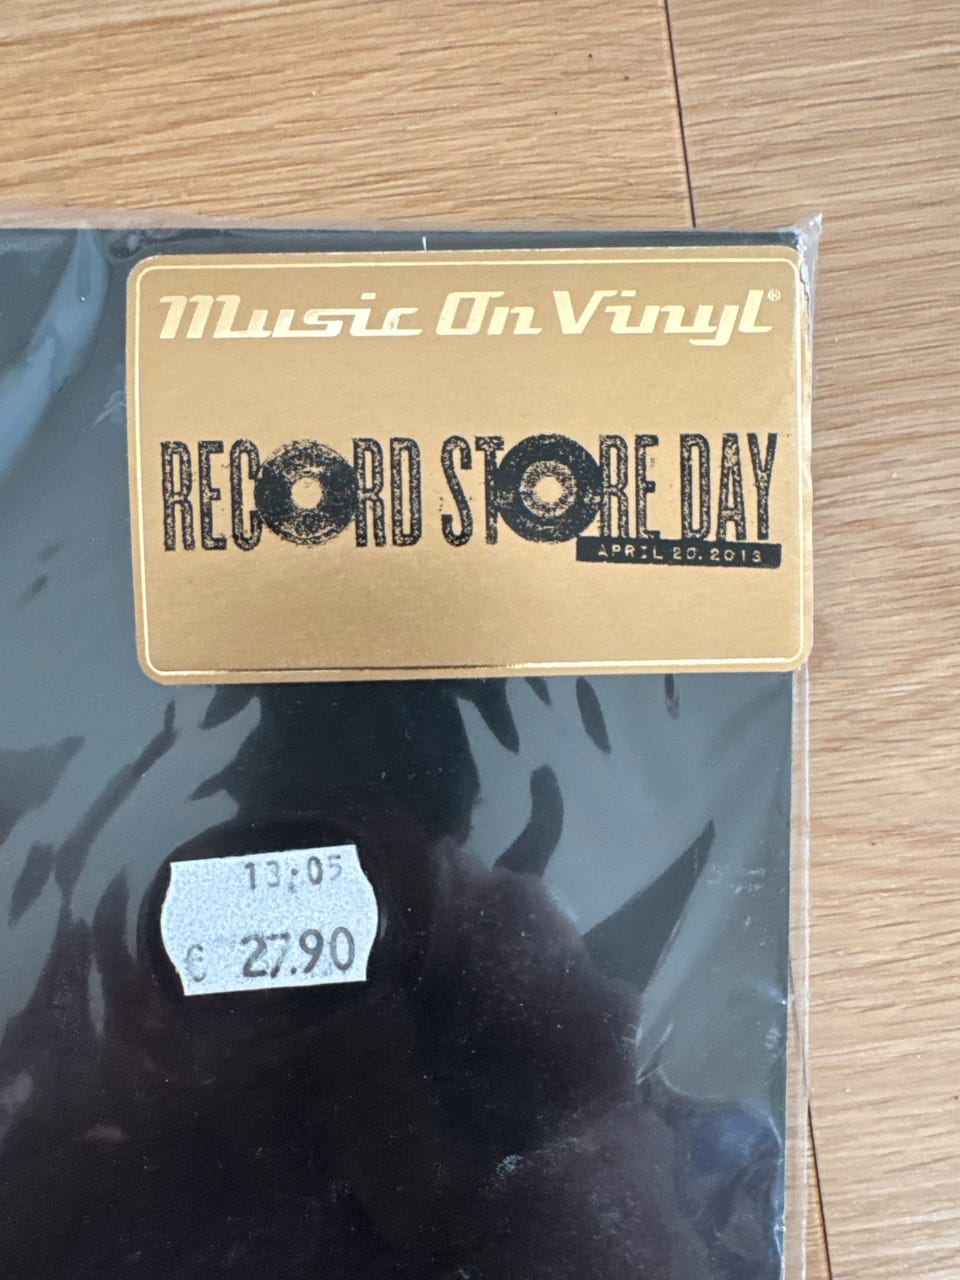 Music On Vinyl®
RECORD STORE DAY
APRIL 20. 2013
13:05
€ 27.90